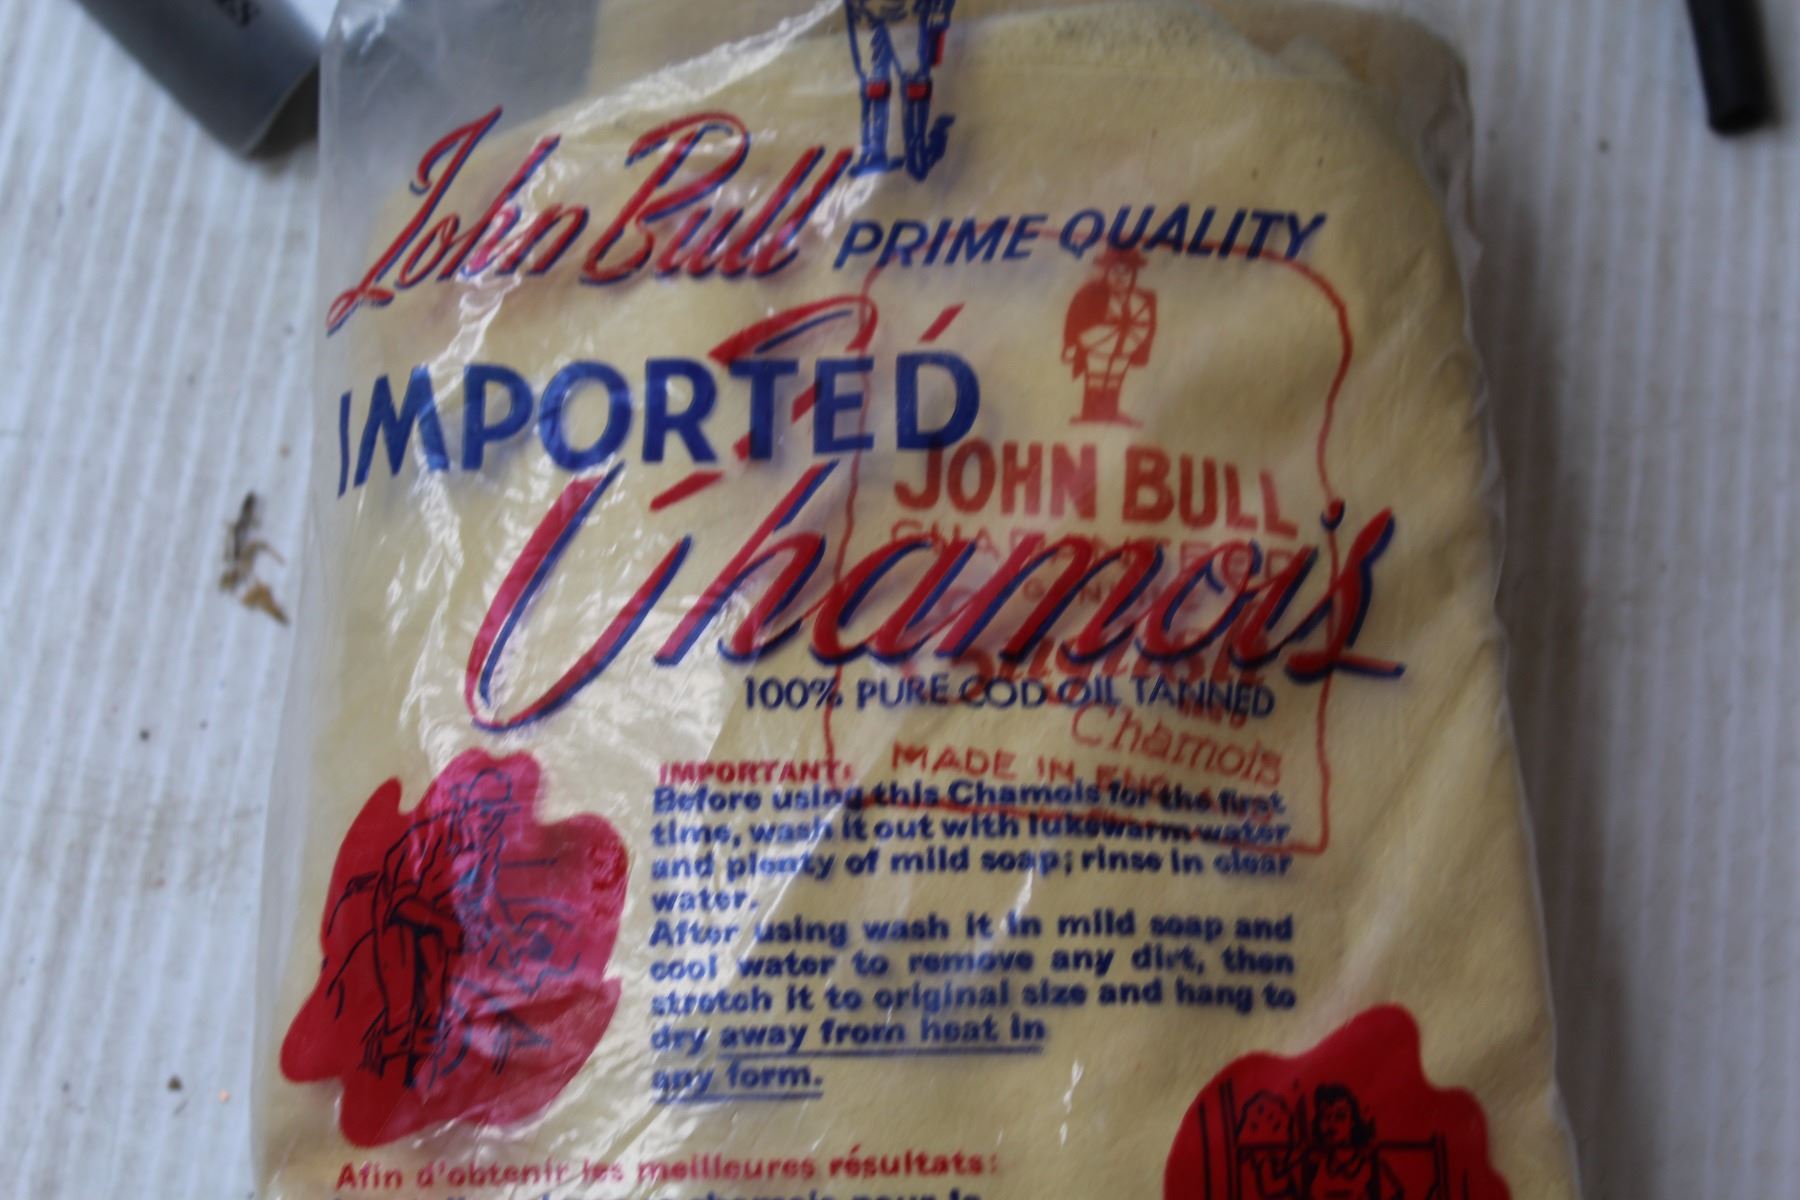 John Bull PRIME QUALITY
IMPORTED
Chamois
100% PURE COD OIL TANNED
IMPORTANT:
Before using this Chamois for the first
time, wash it out with lukewarm water
and plenty of mild soap; rinse in clear
water.
After using wash it in mild soap and
cool water to remove any dirt, then
stretch it to original size and hang to
dry away from heat in
any form.
Afin d'obtenir les meilleures résultats:
JOHN BULL
GUARANTEED
GENUINE
Chamois
MADE IN ENGLAND